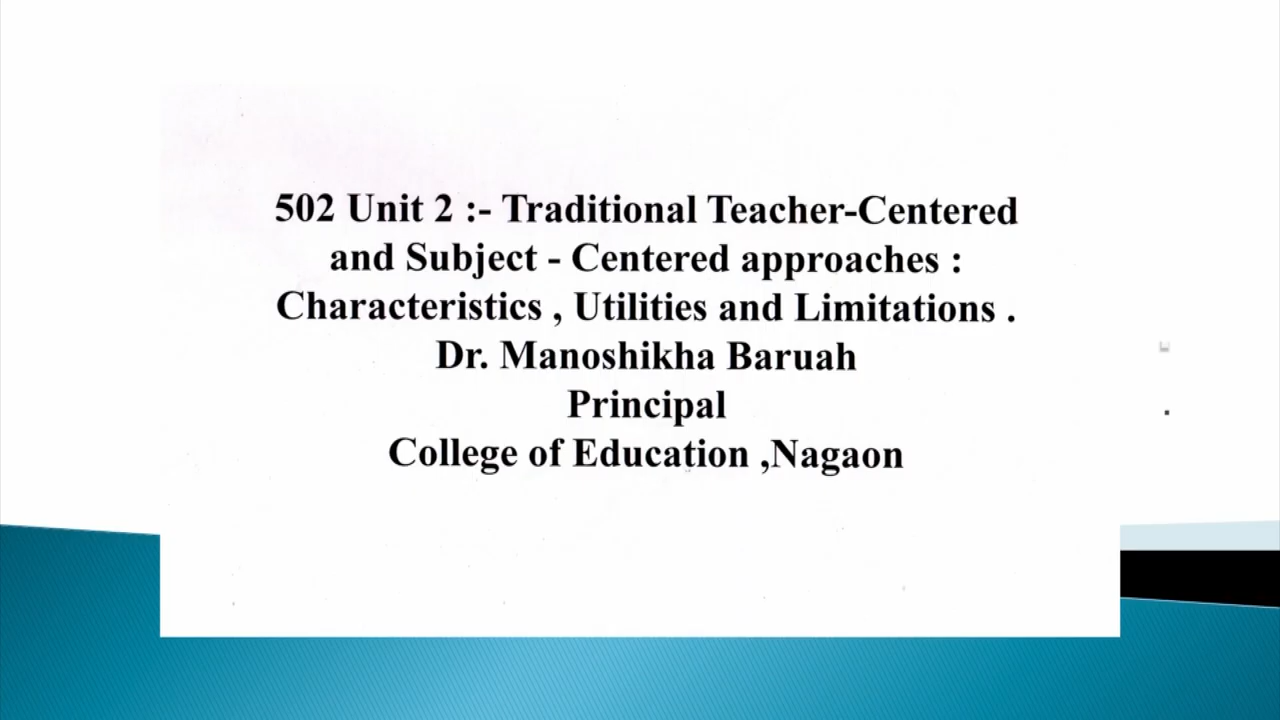 502 Unit 2 :- Traditional Teacher-Centered
and Subject - Centered approaches :
Characteristics , Utilities and Limitations .
Dr. Manoshikha Baruah
Principal
College of Education ,Nagaon